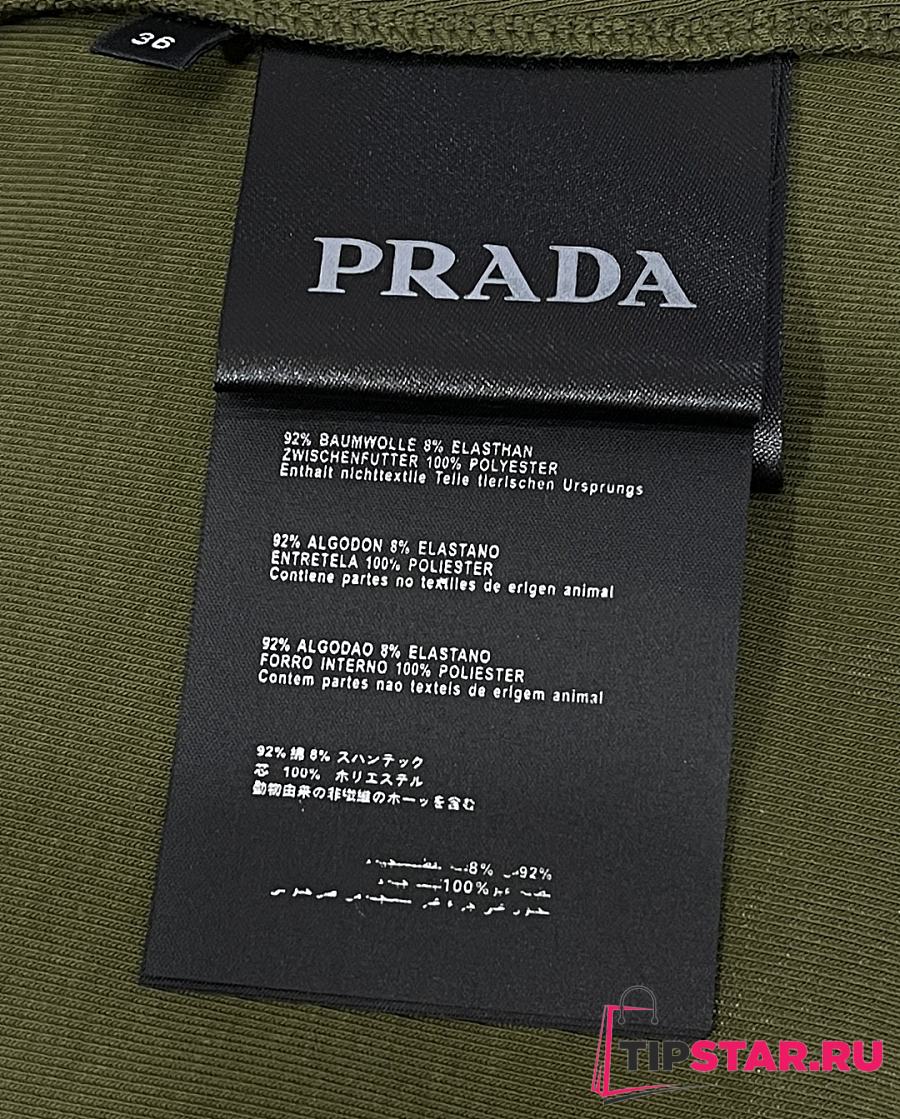 36
PRADA
92% BAUMWOLLE 8% ELASTHAN
ZWISCHENFUTTER 100% POLYESTER
Enthalt nichttextile Teile tierischen Ursprungs
92% ALGODON 8% ELASTANO
ENTRETELA 100% POLIESTER
Contiene partes no textiles de erigen animal
92% ALGODAO 8% ELASTANO
FORRO INTERNO 100% POLIESTER
Contem partes nao texteis de erigem animal
92% 綿 8% スハンテック
芯 100% ホリエステル
動物由来の非繊維のホーッを含む
8% 92%
100%
TIPSTAR.RU